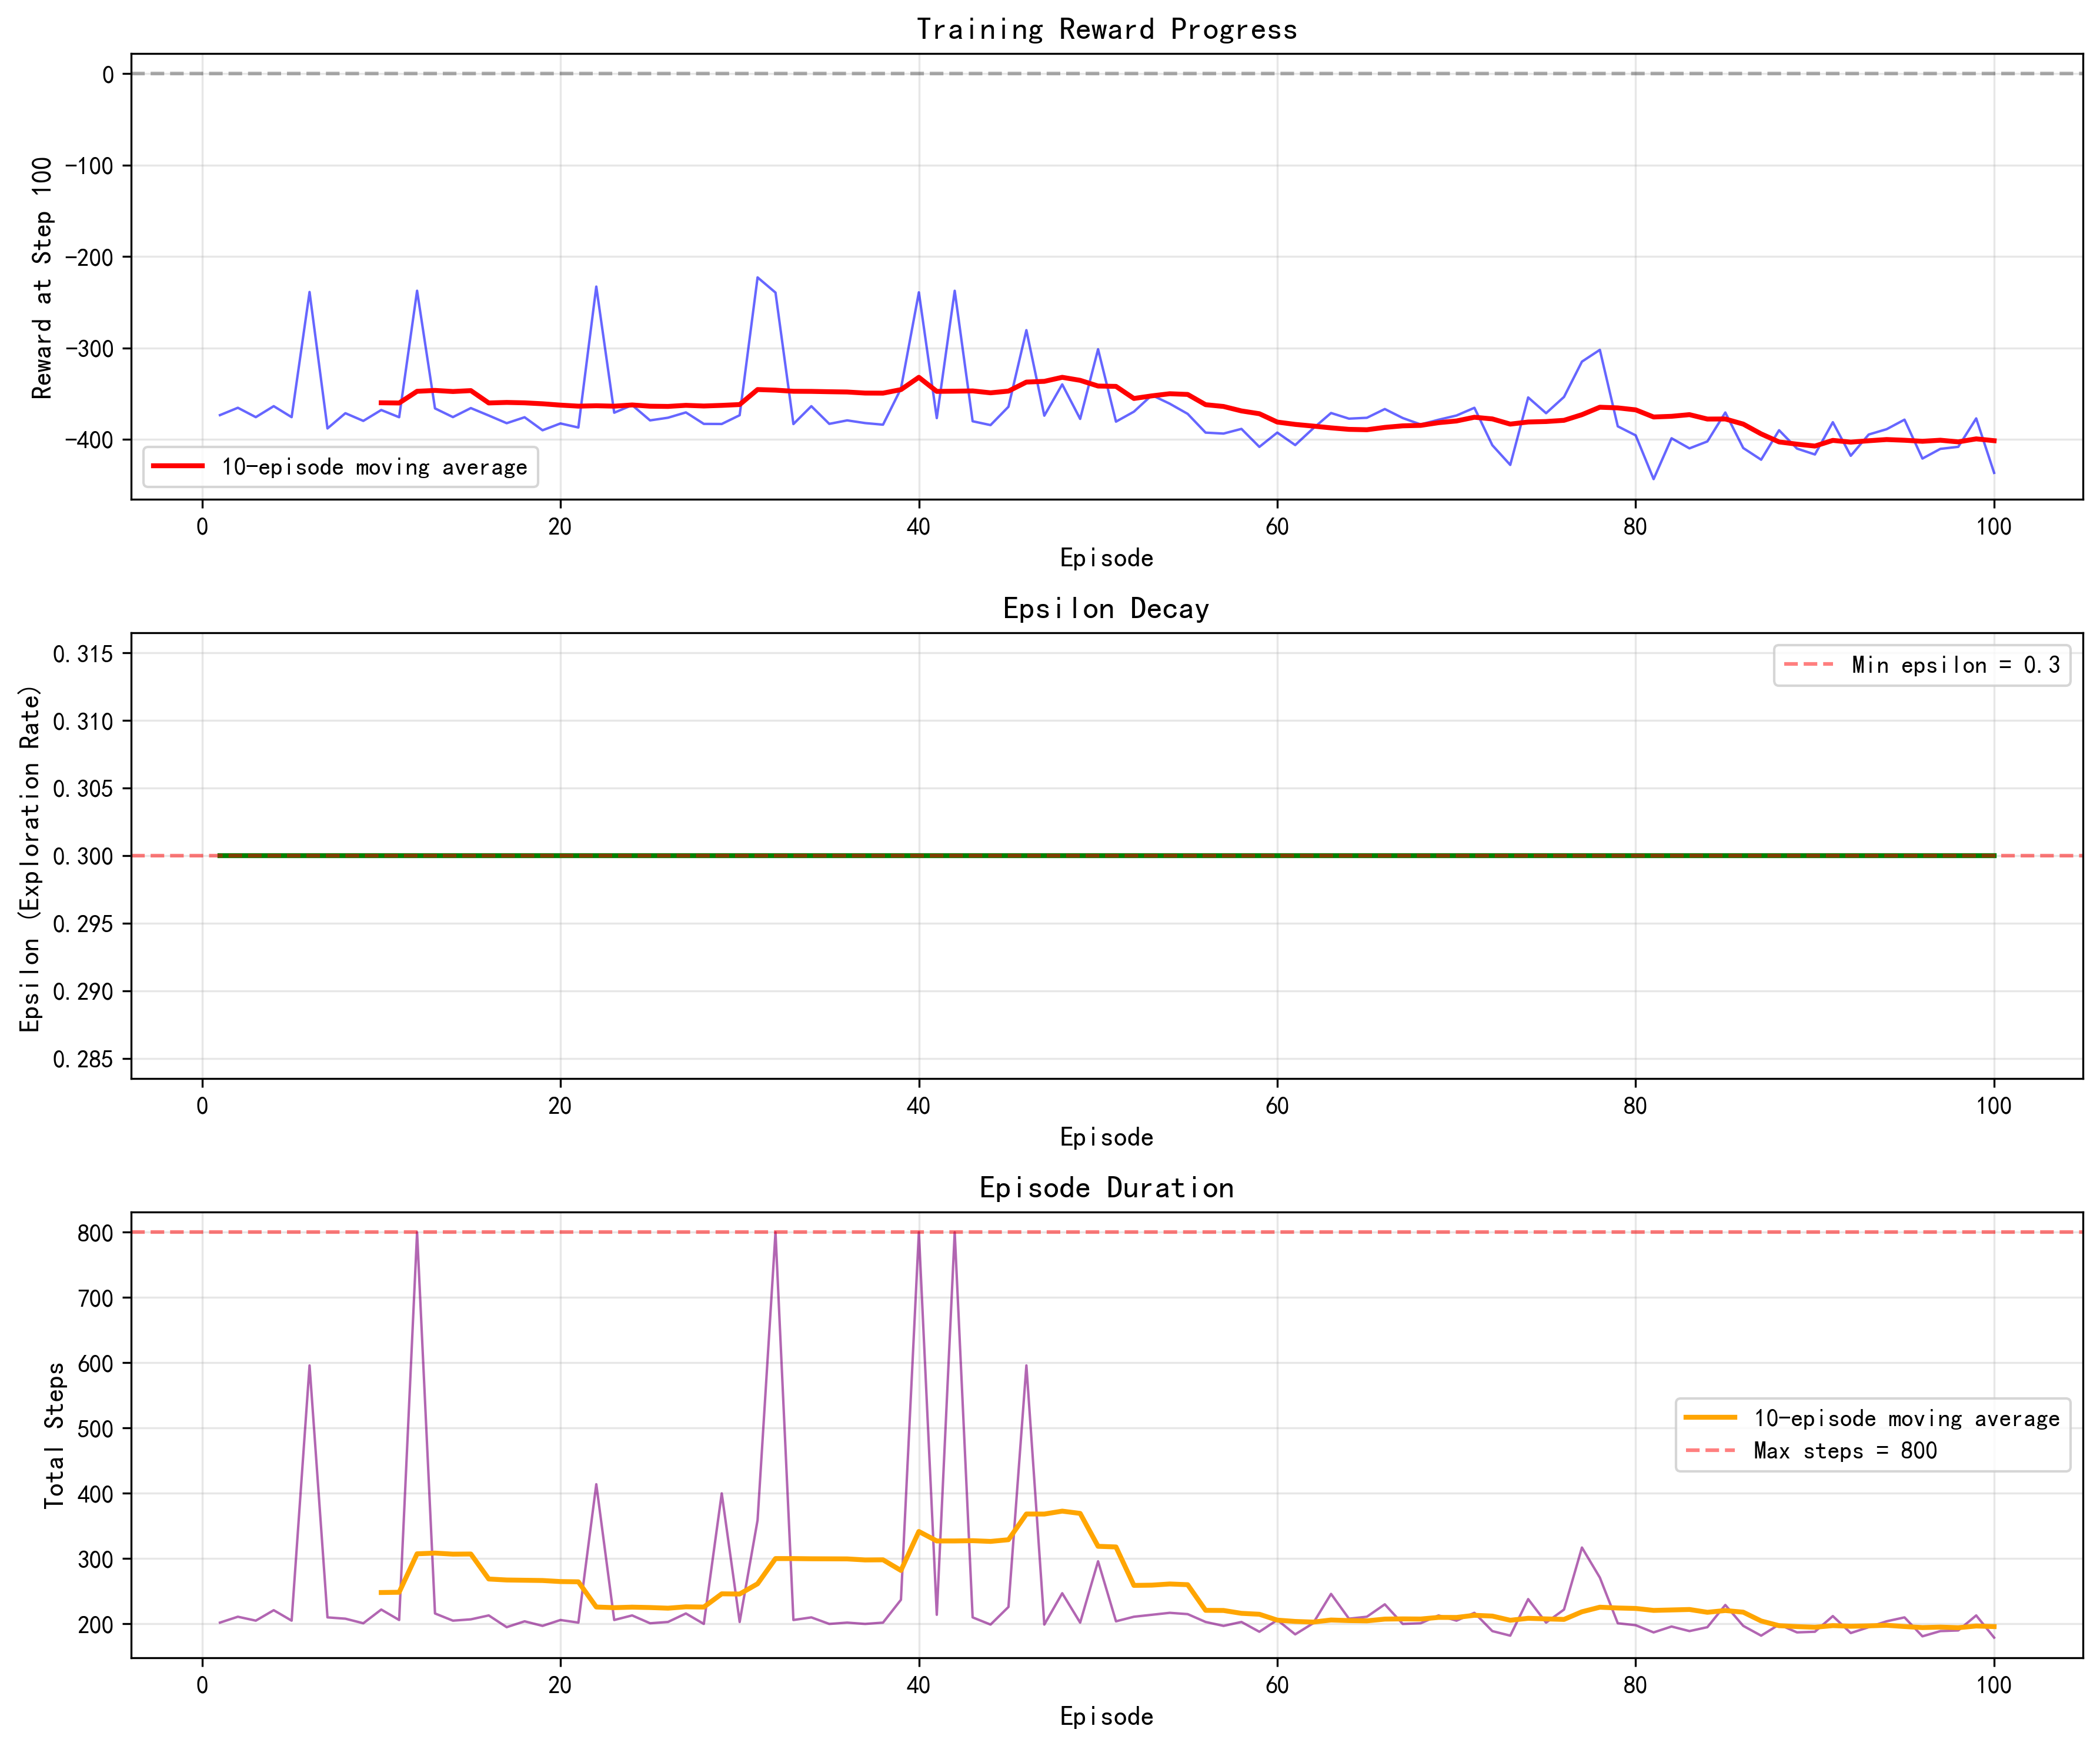 Training Reward Progress
Reward at Step 100
0
−100
−200
−300
−400
10-episode moving average
0 20 40 60 80 100
Episode
Epsilon Decay
Epsilon (Exploration Rate)
0.315
0.310
0.305
0.300
0.295
0.290
0.285
Min epsilon = 0.3
0 20 40 60 80 100
Episode
Episode Duration
Total Steps
800
700
600
500
400
300
200
10-episode moving average
Max steps = 800
0 20 40 60 80 100
Episode